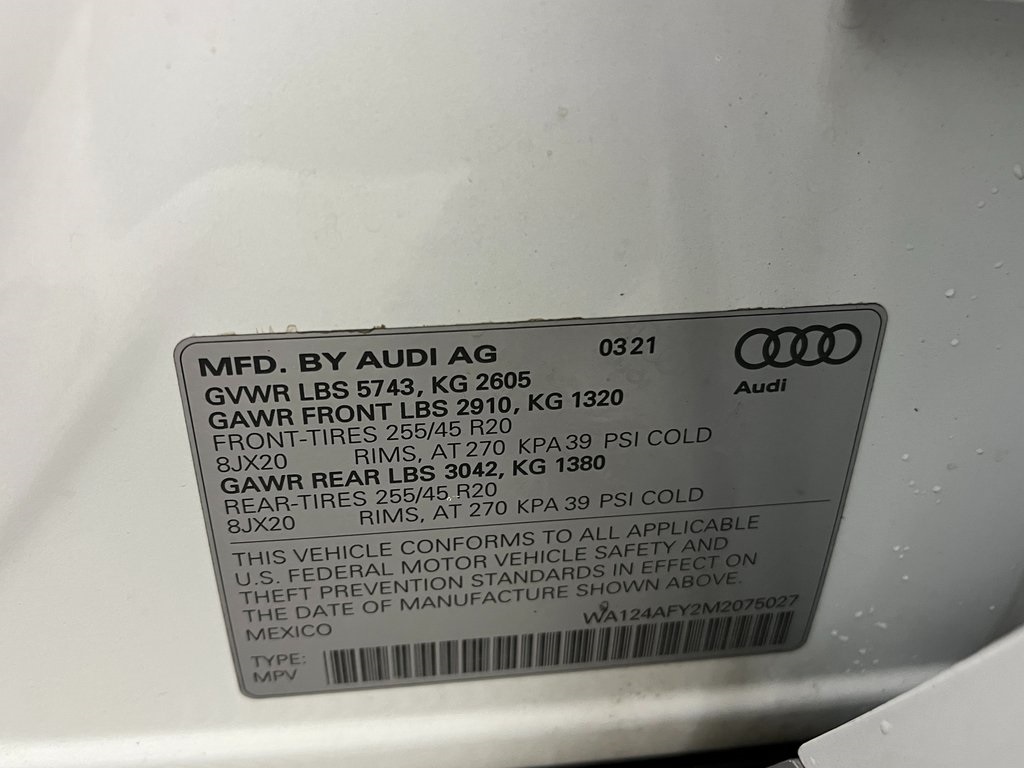 MFD. BY AUDI AG 0321
Audi
GVWR LBS 5743, KG 2605
GAWR FRONT LBS 2910, KG 1320
FRONT-TIRES 255/45 R20
8JX20 RIMS, AT 270 KPA 39 PSI COLD
GAWR REAR LBS 3042, KG 1380
REAR-TIRES 255/45 R20
8JX20 RIMS, AT 270 KPA 39 PSI COLD
THIS VEHICLE CONFORMS TO ALL APPLICABLE
U.S. FEDERAL MOTOR VEHICLE SAFETY AND
THEFT PREVENTION STANDARDS IN EFFECT ON
THE DATE OF MANUFACTURE SHOWN ABOVE.
MEXICO WA124AFY2M2075027
TYPE:
MPV